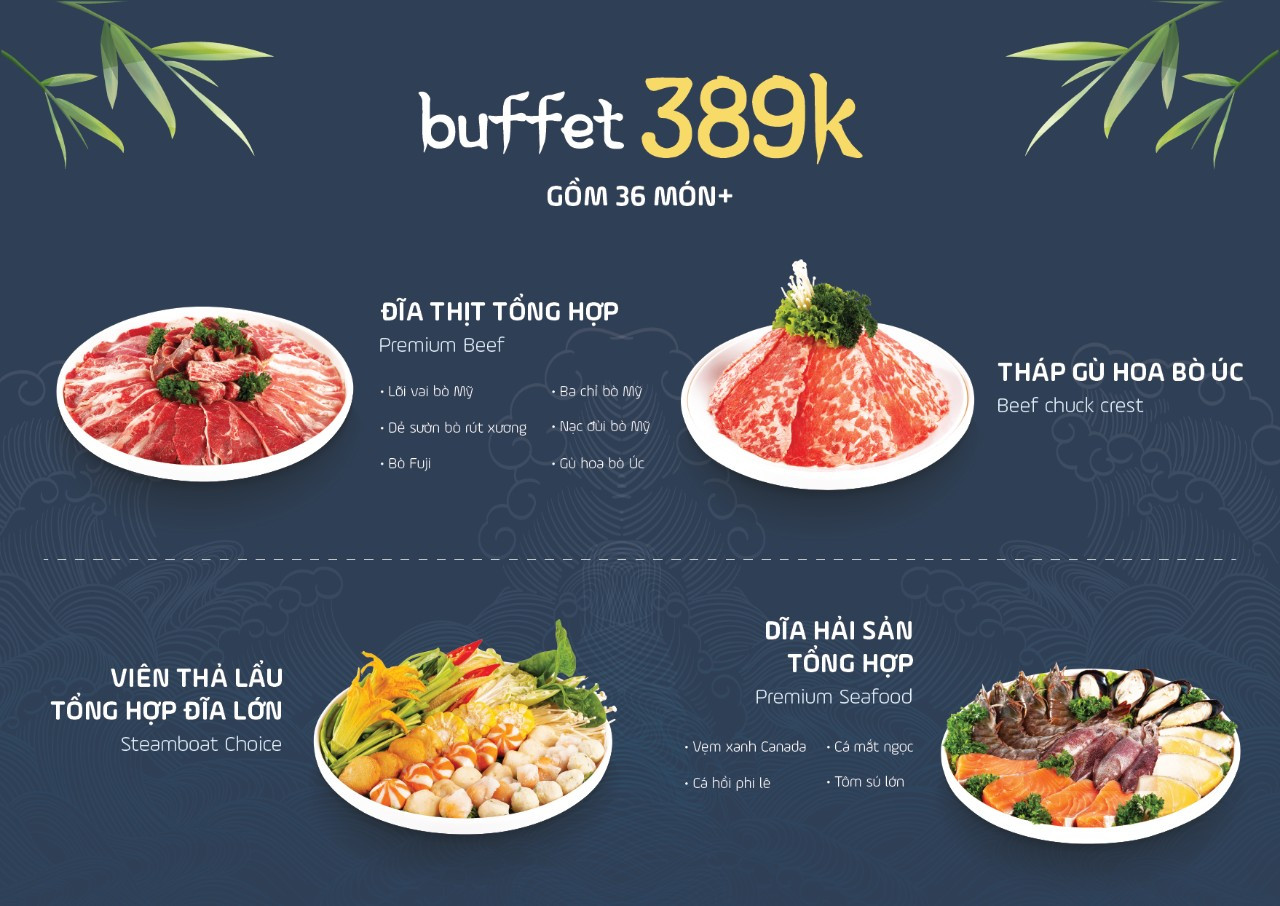 buffet 389k
GỒM 36 MÓN+
ĐĨA THỊT TỔNG HỢP
Premium Beef
• Lõi vai bò Mỹ
• Dẻ sườn bò rút xương
• Bò Fuji
• Ba chỉ bò Mỹ
• Nạc đùi bò Mỹ
• Gù hoa bò Úc
THÁP GÙ HOA BÒ ÚC
Beef chuck crest
VIÊN THẢ LẨU
TỔNG HỢP ĐĨA LỚN
Steamboat Choice
DĨA HẢI SẢN
TỔNG HỢP
Premium Seafood
• Vẹm xanh Canada
• Cá hồi phi lê
• Cá mắt ngọc
• Tôm sú lớn